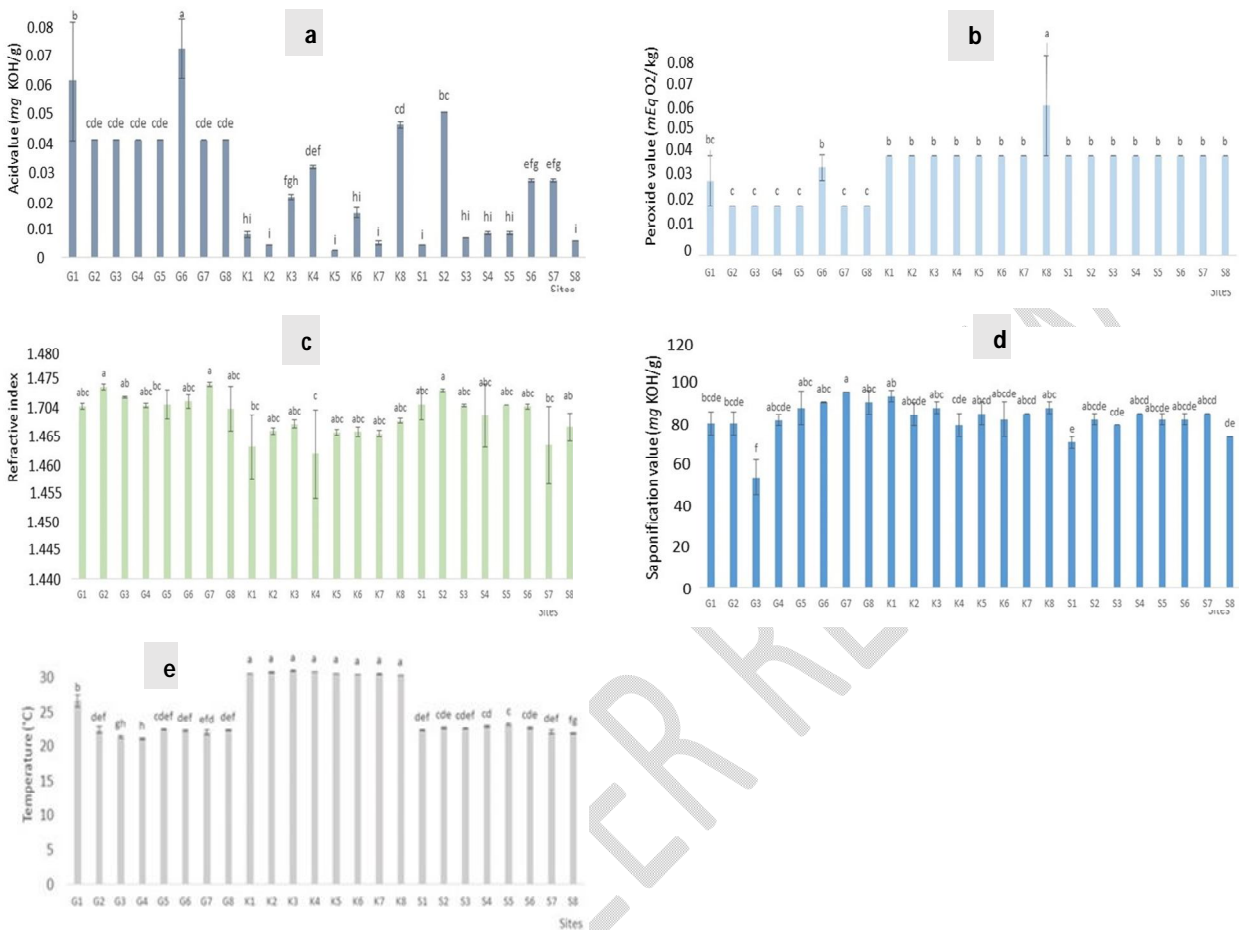 a
Acidvalue (mg KOH/g)
0.08
0.07
0.06
0.05
0.04
0.03
0.02
0.01
0
b cde cde cde cde a cde cde hi i fgh def i hi i cd i bc hi hi hi efg efg i
G1 G2 G3 G4 G5 G6 G7 G8 K1 K2 K3 K4 K5 K6 K7 K8 S1 S2 S3 S4 S5 S6 S7 S8
Sites
b
Peroxide value (mEq O2/kg)
0.08
0.07
0.06
0.05
0.04
0.03
0.02
0.01
0
bc c c c c b c c b b b b b b b a b b b b b b b b
G1 G2 G3 G4 G5 G6 G7 G8 K1 K2 K3 K4 K5 K6 K7 K8 S1 S2 S3 S4 S5 S6 S7 S8
Sites
c
Refractive index
1.480
1.475
1.704
1.465
1.460
1.455
1.450
1.445
1.440
abc a ab abc bc abc a abc bc abc abc c abc abc abc abc abc a abc abc abc abc bc ab
G1 G2 G3 G4 G5 G6 G7 G8 K1 K2 K3 K4 K5 K6 K7 K8 S1 S2 S3 S4 S5 S6 S7 S8
Sites
d
Saponification value (mg KOH/g)
120
100
80
60
40
20
0
bcde bcde f abcde abc abc a abc ab abcde abc cde abcd abcde abcd abc e abcde cde abcd abcde abcde abcd de
G1 G2 G3 G4 G5 G6 G7 G8 K1 K2 K3 K4 K5 K6 K7 K8 S1 S2 S3 S4 S5 S6 S7 S8
Sites
e
Temperature (°C)
30
25
20
15
10
5
0
b def gh h cdef def efd def a a a a a a a a def cde cdef cd c cde def fg
G1 G2 G3 G4 G5 G6 G7 G8 K1 K2 K3 K4 K5 K6 K7 K8 S1 S2 S3 S4 S5 S6 S7 S8
Sites